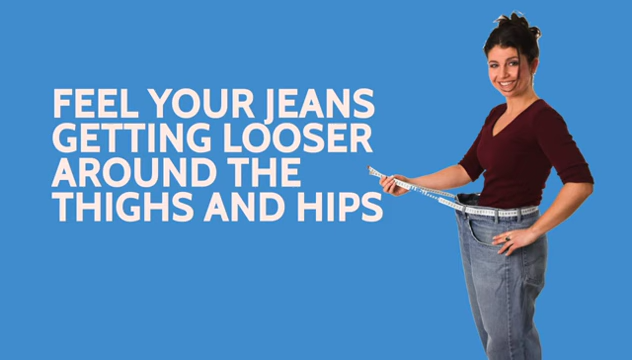 FEEL YOUR JEANS
GETTING LOOSER
AROUND THE
THIGHS AND HIPS